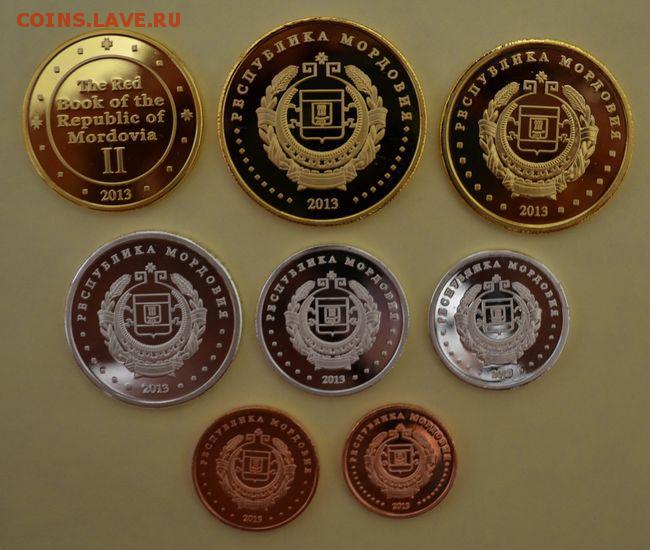 COINS.LAVE.RU
The Red
Book of the
Republic of
Mordovia
II
2013
РЕСПУБЛИКА МОРДОВИЯ
2013
РЕСПУБЛИКА МОРДОВИЯ
2013
РЕСПУБЛИКА МОРДОВИЯ
2013
РЕСПУБЛИКА МОРДОВИЯ
2013
РЕСПУБЛИКА МОРДОВИЯ
2013
РЕСПУБЛИКА МОРДОВИЯ
2013
РЕСПУБЛИКА МОРДОВИЯ
2013